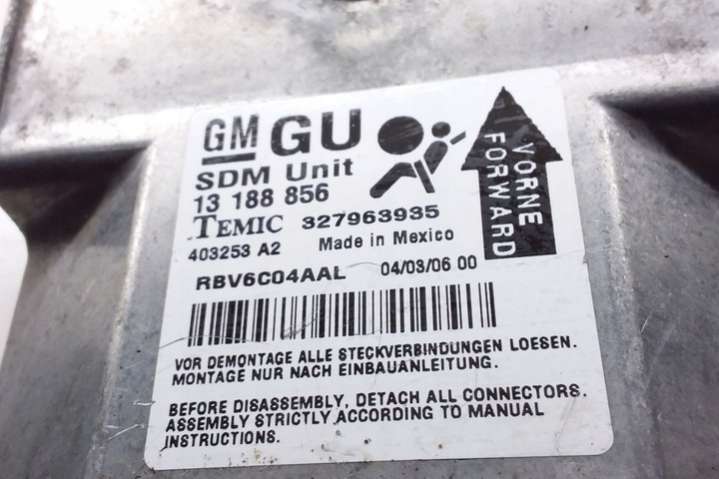 GM GU
SDM Unit
13 188 856
TEMIC 327963935
403253 A2 Made in Mexico
RBV6C04AAL 04/03/06 00
VORNE
FORWARD
VOR DEMONTAGE ALLE STECKVERBINDUNGEN LOESEN.
MONTAGE NUR NACH EINBAUANLEITUNG.
BEFORE DISASSEMBLY, DETACH ALL CONNECTORS.
ASSEMBLY STRICTLY ACCORDING TO MANUAL
INSTRUCTIONS.